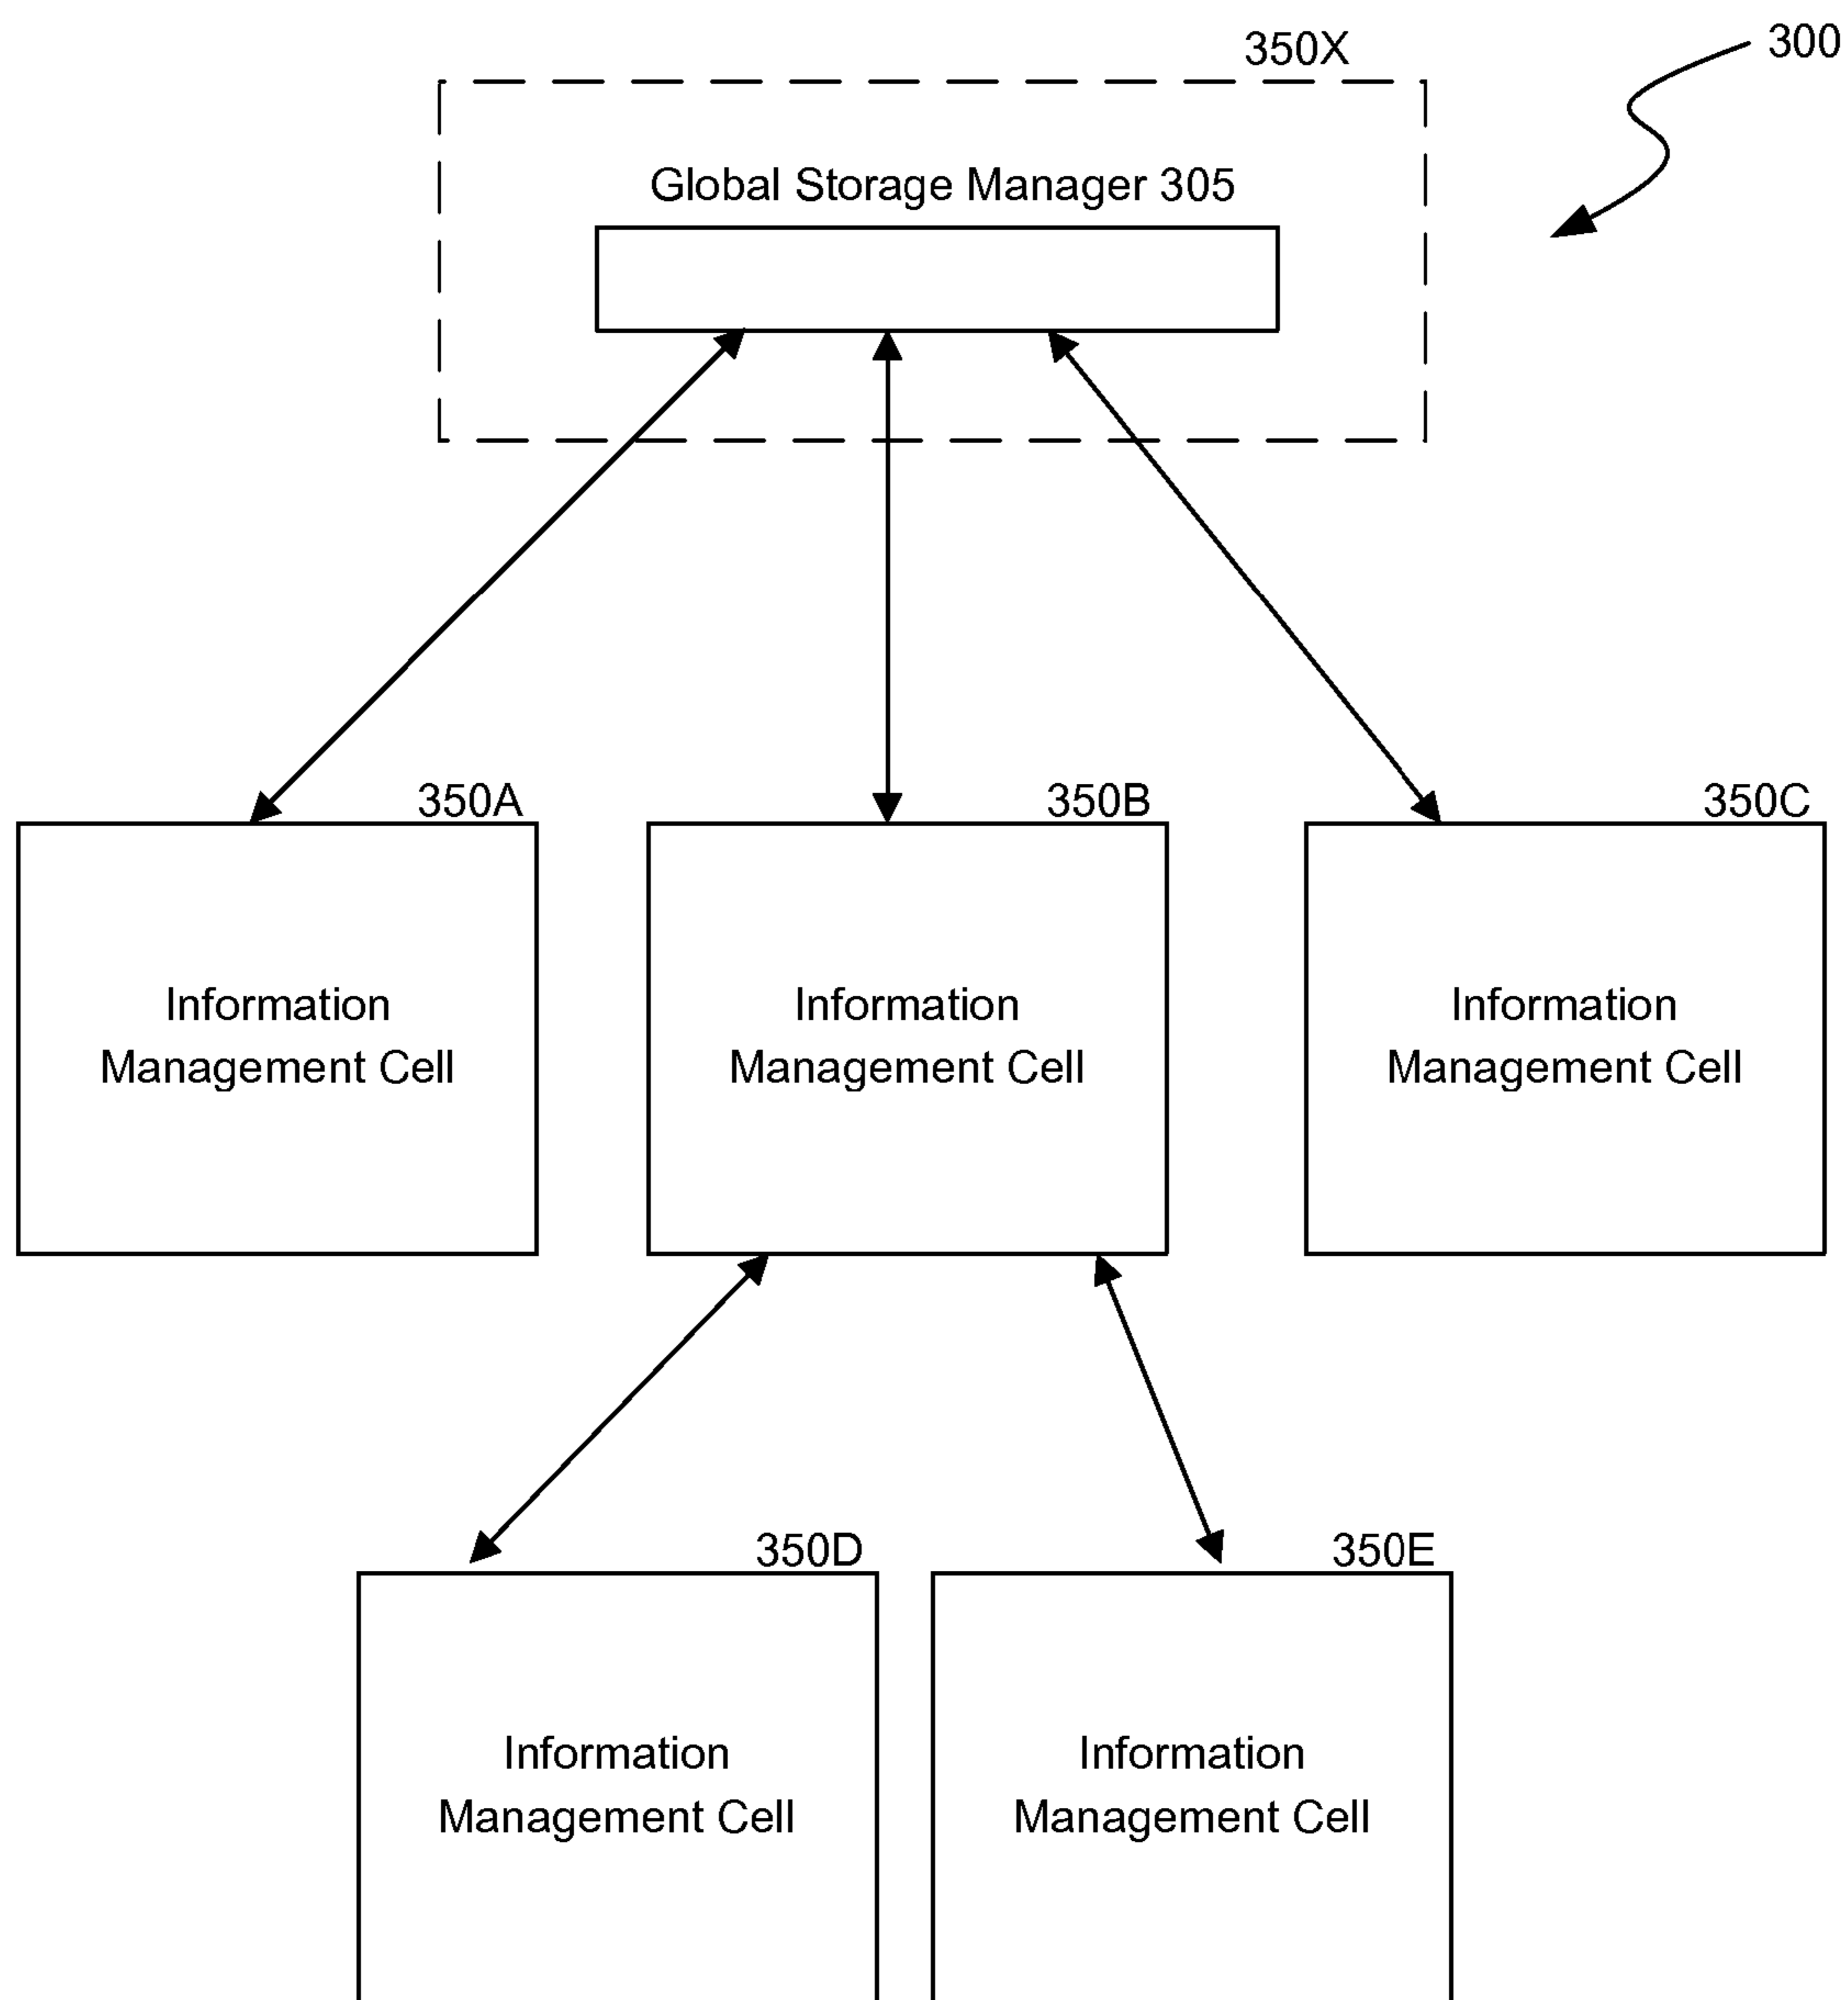 350X
300
Global Storage Manager 305
350A
350B
350C
Information
Management Cell
Information
Management Cell
Information
Management Cell
350D
350E
Information
Management Cell
Information
Management Cell